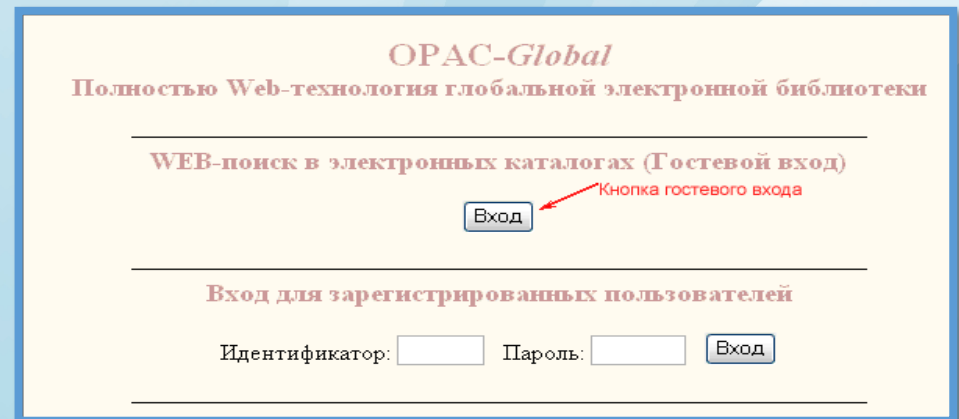 OPAC-Global
Полностью Web-технология глобальной электронной библиотеки
WEB-поиск в электронных каталогах (Гостевой вход)
Кнопка гостевого входа
Вход
Вход для зарегистрированных пользователей
Идентификатор: Пароль: Вход